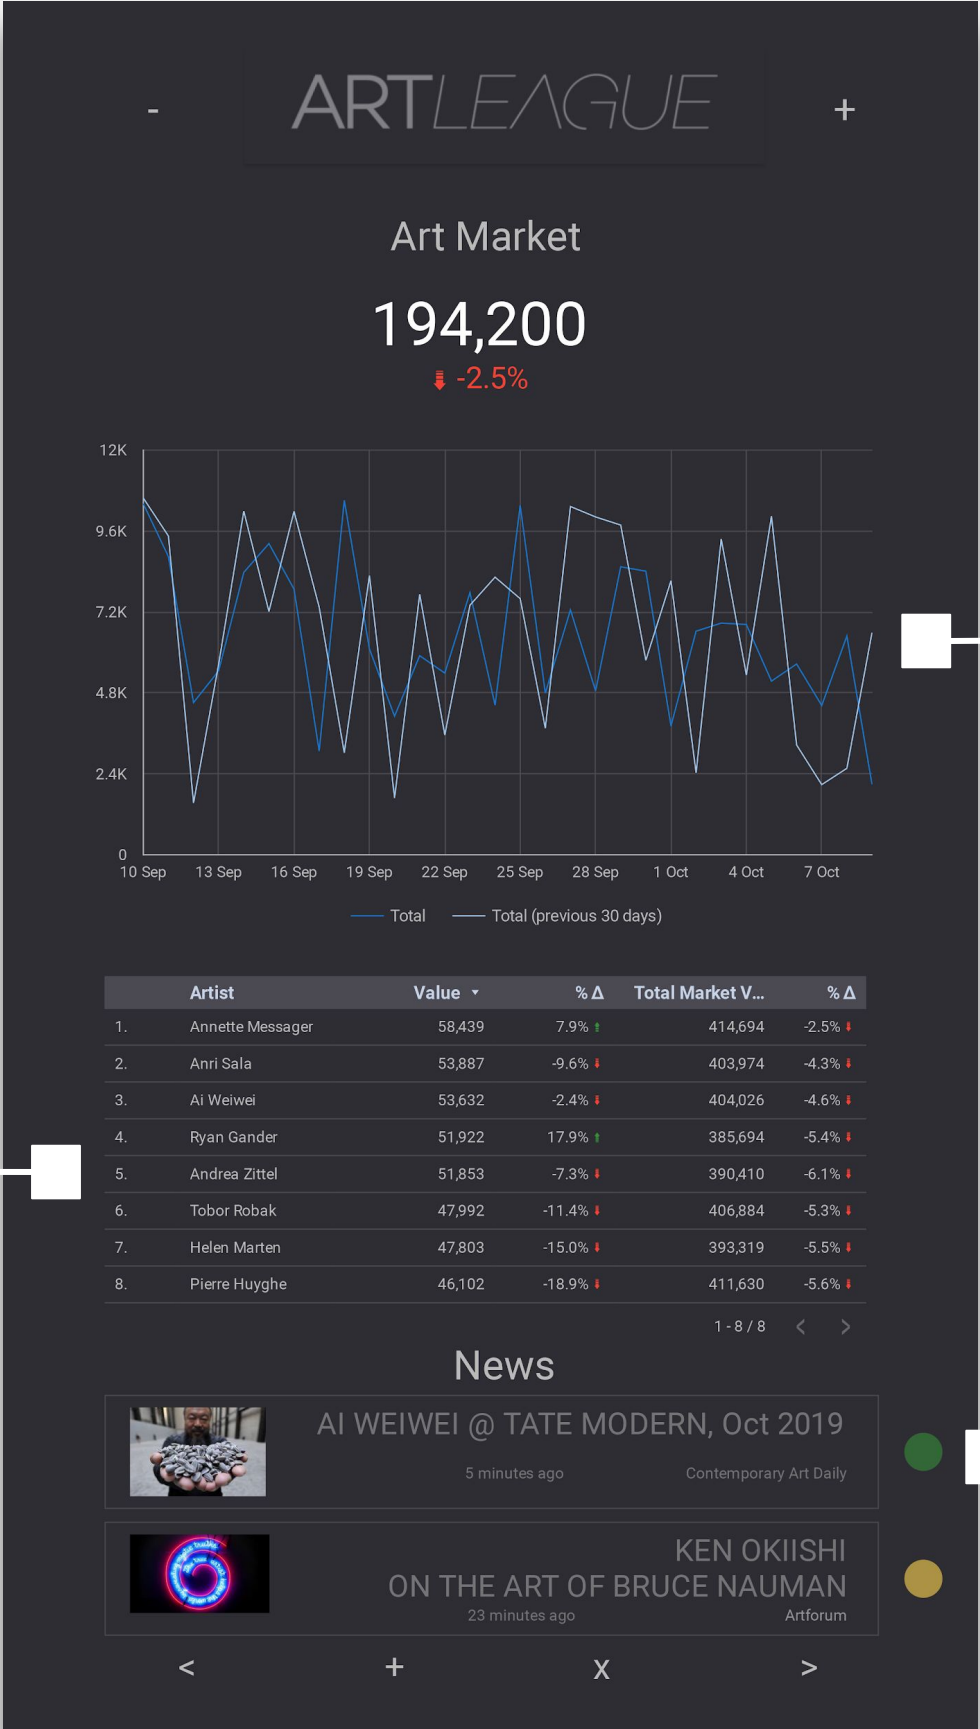 - ARTLEAGUE +
Art Market
194,200
-2.5%
12K
9.6K
7.2K
4.8K
2.4K
0
10 Sep 13 Sep 16 Sep 19 Sep 22 Sep 25 Sep 28 Sep 1 Oct 4 Oct 7 Oct
Total Total (previous 30 days)
Artist Value % Δ Total Market V... % Δ
1. Annette Messager 58,439 7.9% 414,694 -2.5%
2. Anri Sala 53,887 -9.6% 403,974 -4.3%
3. Ai Weiwei 53,632 -2.4% 404,026 -4.6%
4. Ryan Gander 51,922 17.9% 385,694 -5.4%
5. Andrea Zittel 51,853 -7.3% 390,410 -6.1%
6. Tobor Robak 47,992 -11.4% 406,884 -5.3%
7. Helen Marten 47,803 -15.0% 393,319 -5.5%
8. Pierre Huyghe 46,102 -18.9% 411,630 -5.6%
1 - 8 / 8 < >
News
AI WEIWEI @ TATE MODERN, Oct 2019
5 minutes ago Contemporary Art Daily
KEN OKIISHI
ON THE ART OF BRUCE NAUMAN
23 minutes ago Artforum
< + x >